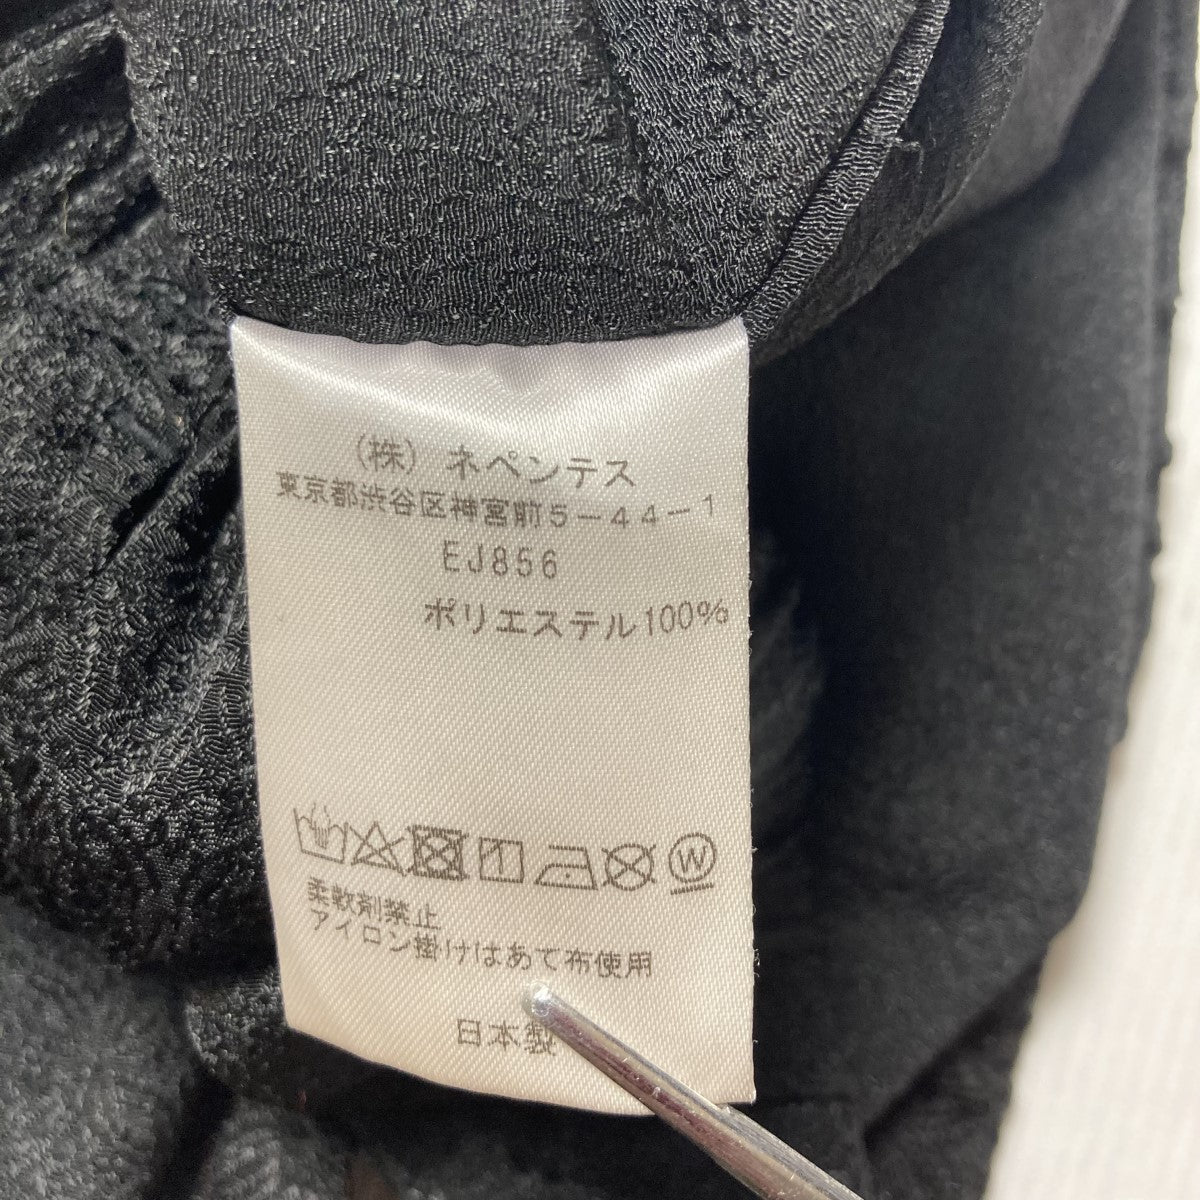 (株) ネペンテス
東京都渋谷区神宮前5-44-1
EJ856
ポリエステル100%
W
柔軟剤禁止
アイロン掛けはあて布使用
日本製